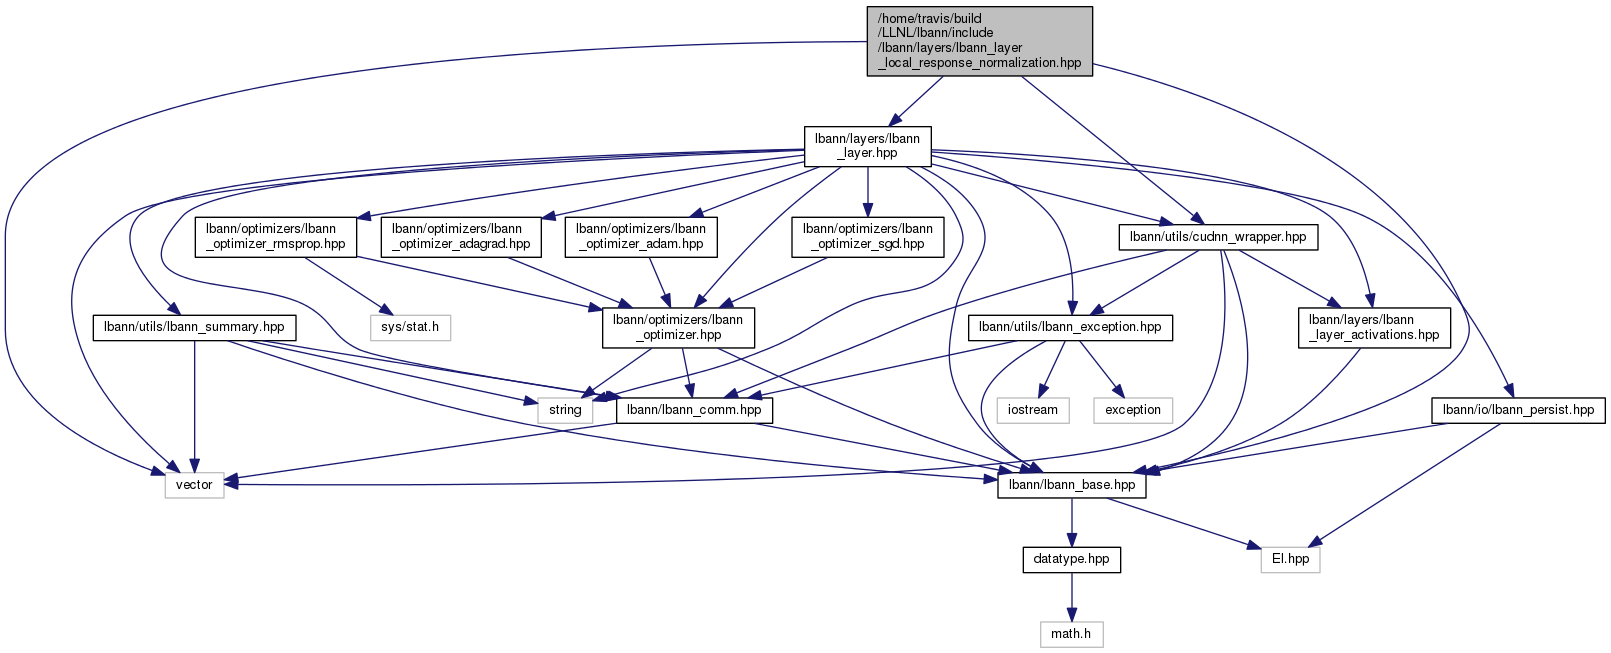 /home/travis/build
/LLNL/lbann/include
/lbann/layers/lbann_layer
_local_response_normalization.hpp
lbann/layers/lbann
_layer.hpp
lbann/optimizers/lbann
_optimizer_rmsprop.hpp
lbann/optimizers/lbann
_optimizer_adagrad.hpp
lbann/optimizers/lbann
_optimizer_adam.hpp
lbann/optimizers/lbann
_optimizer_sgd.hpp
lbann/utils/cudnn_wrapper.hpp
lbann/utils/lbann_summary.hpp
sys/stat.h
lbann/optimizers/lbann
_optimizer.hpp
lbann/utils/lbann_exception.hpp
lbann/layers/lbann
_layer_activations.hpp
string
lbann/lbann_comm.hpp
iostream
exception
lbann/io/lbann_persist.hpp
vector
lbann/lbann_base.hpp
datatype.hpp
El.hpp
math.h